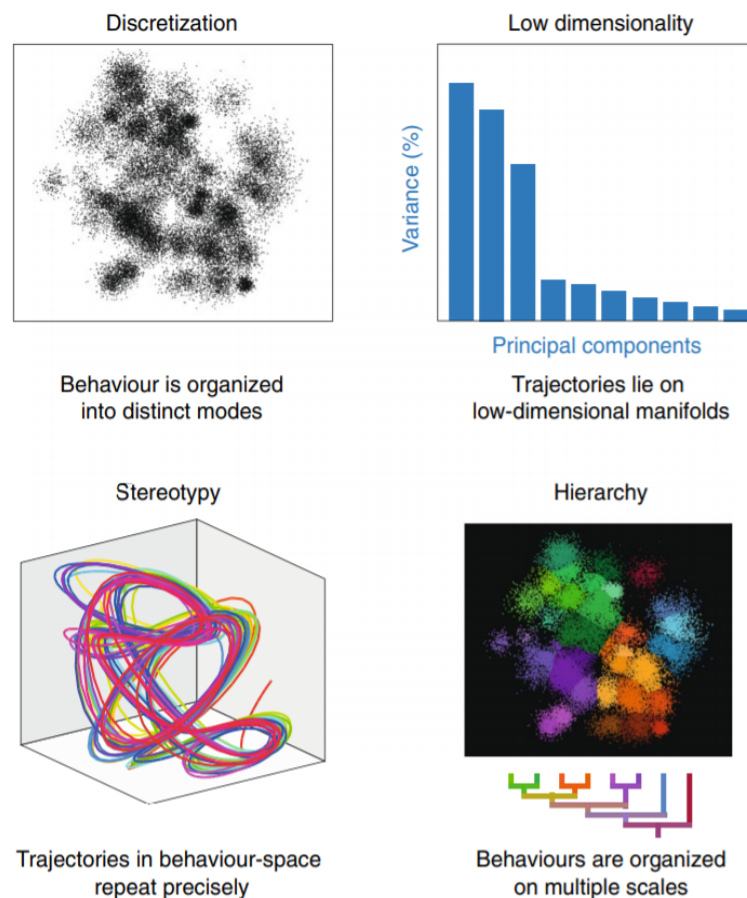 Discretization
Behaviour is organized
into distinct modes
Low dimensionality
Variance (%)
Principal components
Trajectories lie on
low-dimensional manifolds
Stereotypy
Trajectories in behaviour-space
repeat precisely
Hierarchy
Behaviours are organized
on multiple scales